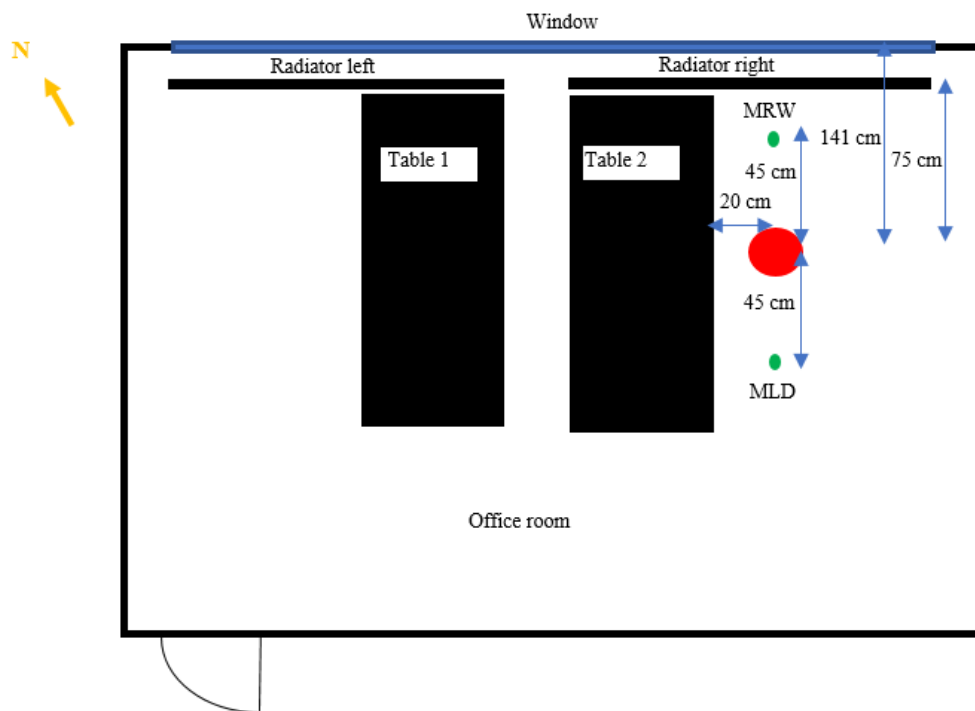 Window
N
Radiator left
Radiator right
MRW
141 cm
75 cm
Table 1
Table 2
45 cm
20 cm
45 cm
MLD
Office room